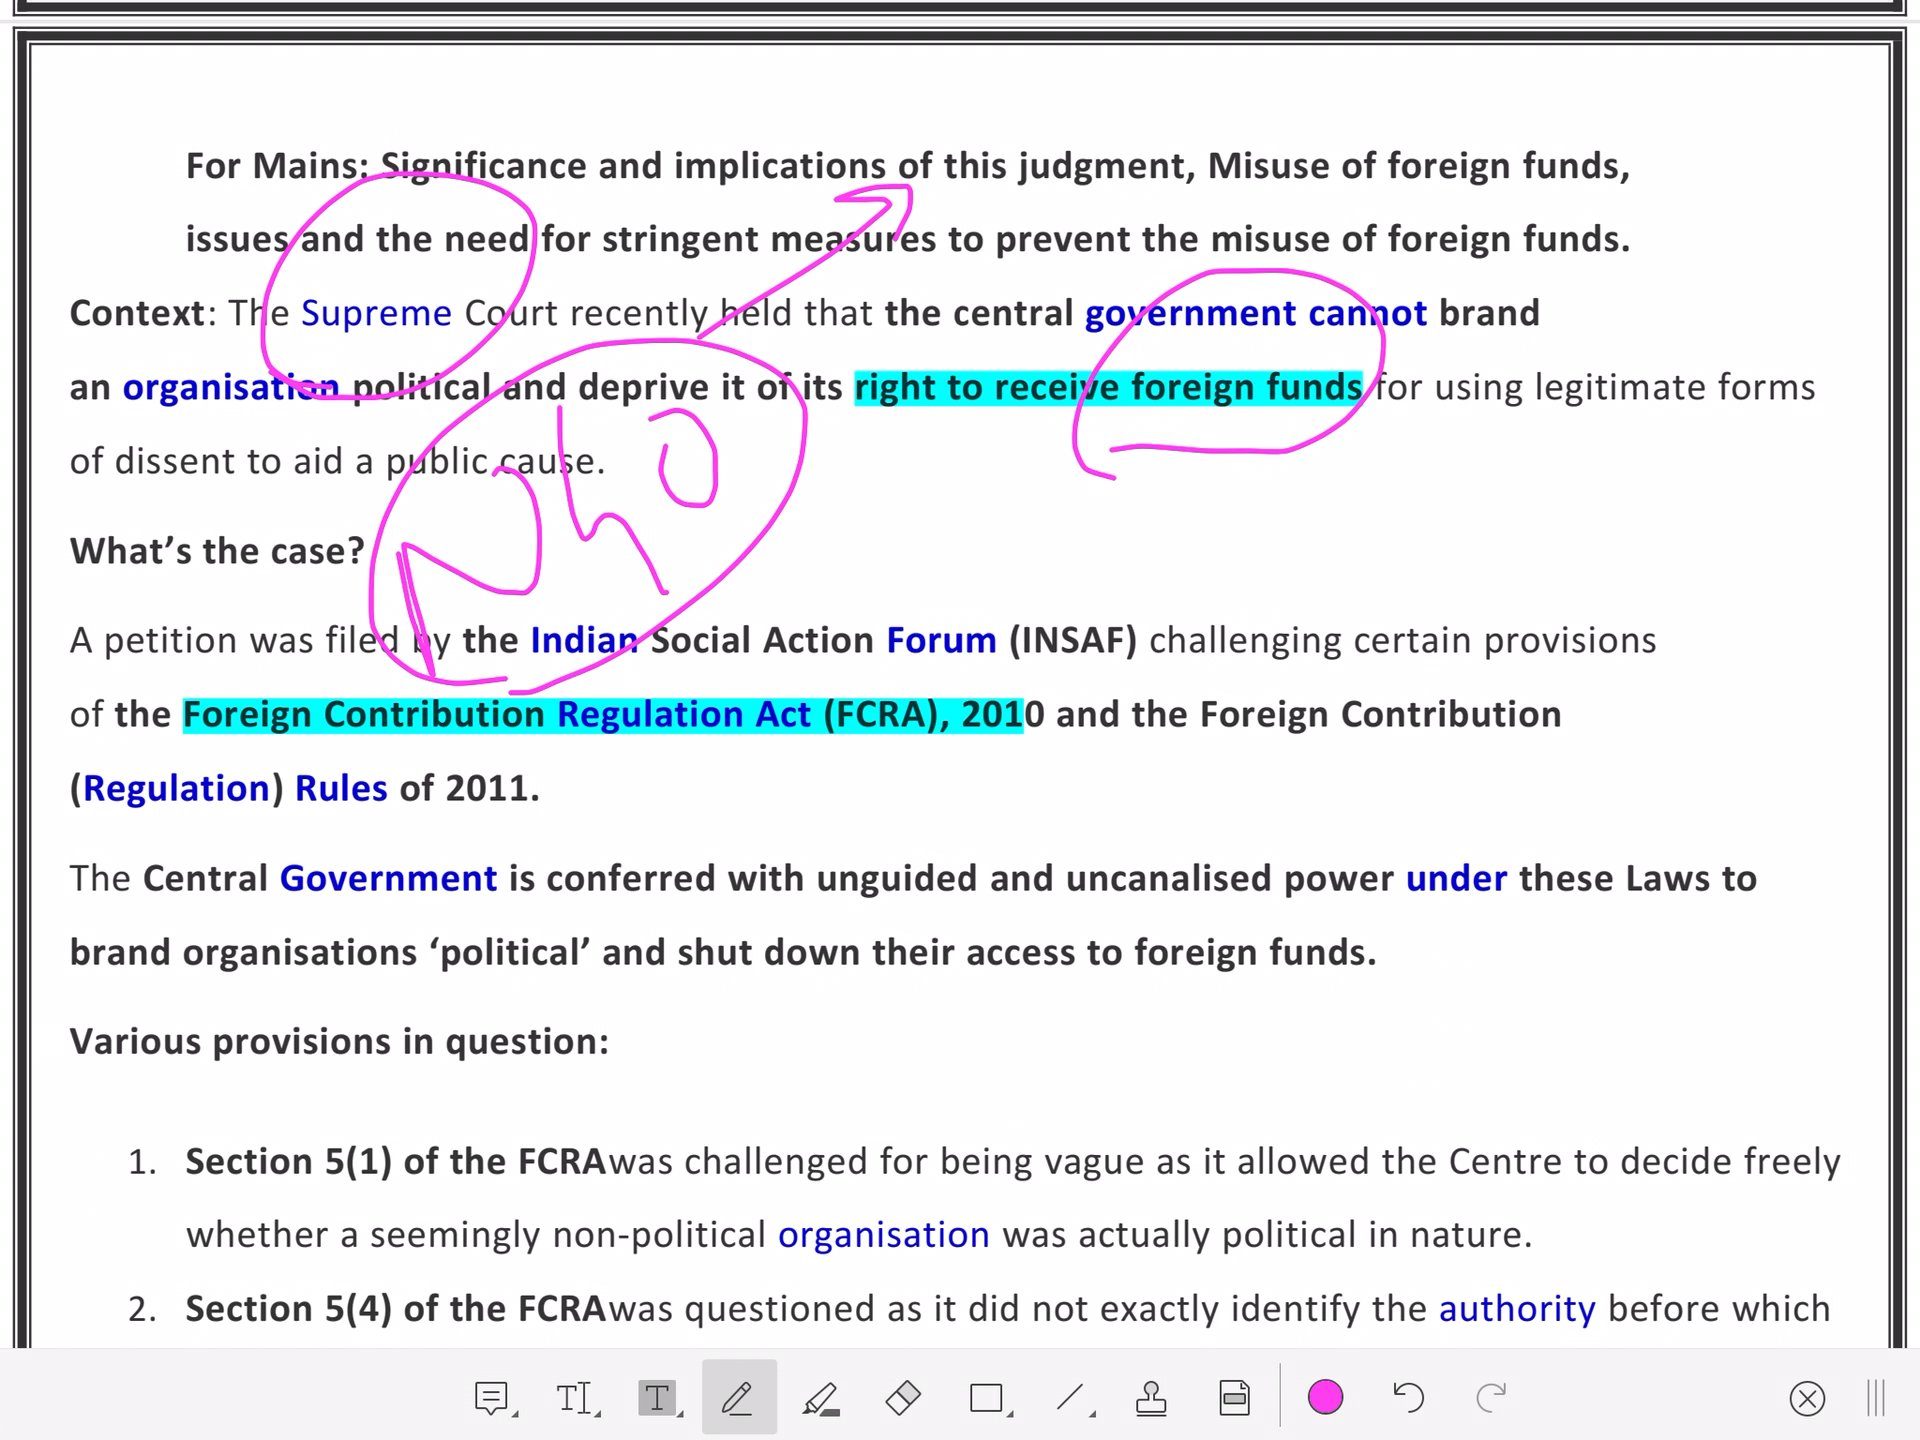 For Mains: Significance and implications of this judgment, Misuse of foreign funds,
issues and the need for stringent measures to prevent the misuse of foreign funds.
Context: The Supreme Court recently held that the central government cannot brand
an organisation political and deprive it of its right to receive foreign funds for using legitimate forms
of dissent to aid a public cause.
NGO
What’s the case?
A petition was filed by the Indian Social Action Forum (INSAF) challenging certain provisions
of the Foreign Contribution Regulation Act (FCRA), 2010 and the Foreign Contribution
(Regulation) Rules of 2011.
The Central Government is conferred with unguided and uncanalised power under these Laws to
brand organisations ‘political’ and shut down their access to foreign funds.
Various provisions in question:
1. Section 5(1) of the FCRAwas challenged for being vague as it allowed the Centre to decide freely
whether a seemingly non-political organisation was actually political in nature.
2. Section 5(4) of the FCRAwas questioned as it did not exactly identify the authority before which